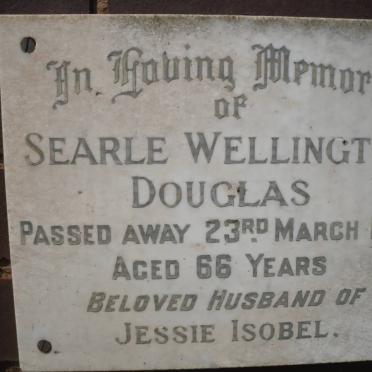 In Loving Memor
OF
SEARLE WELLINGT
DOUGLAS
PASSED AWAY 23RD MARCH
AGED 66 YEARS
BELOVED HUSBAND OF
JESSIE ISOBEL.